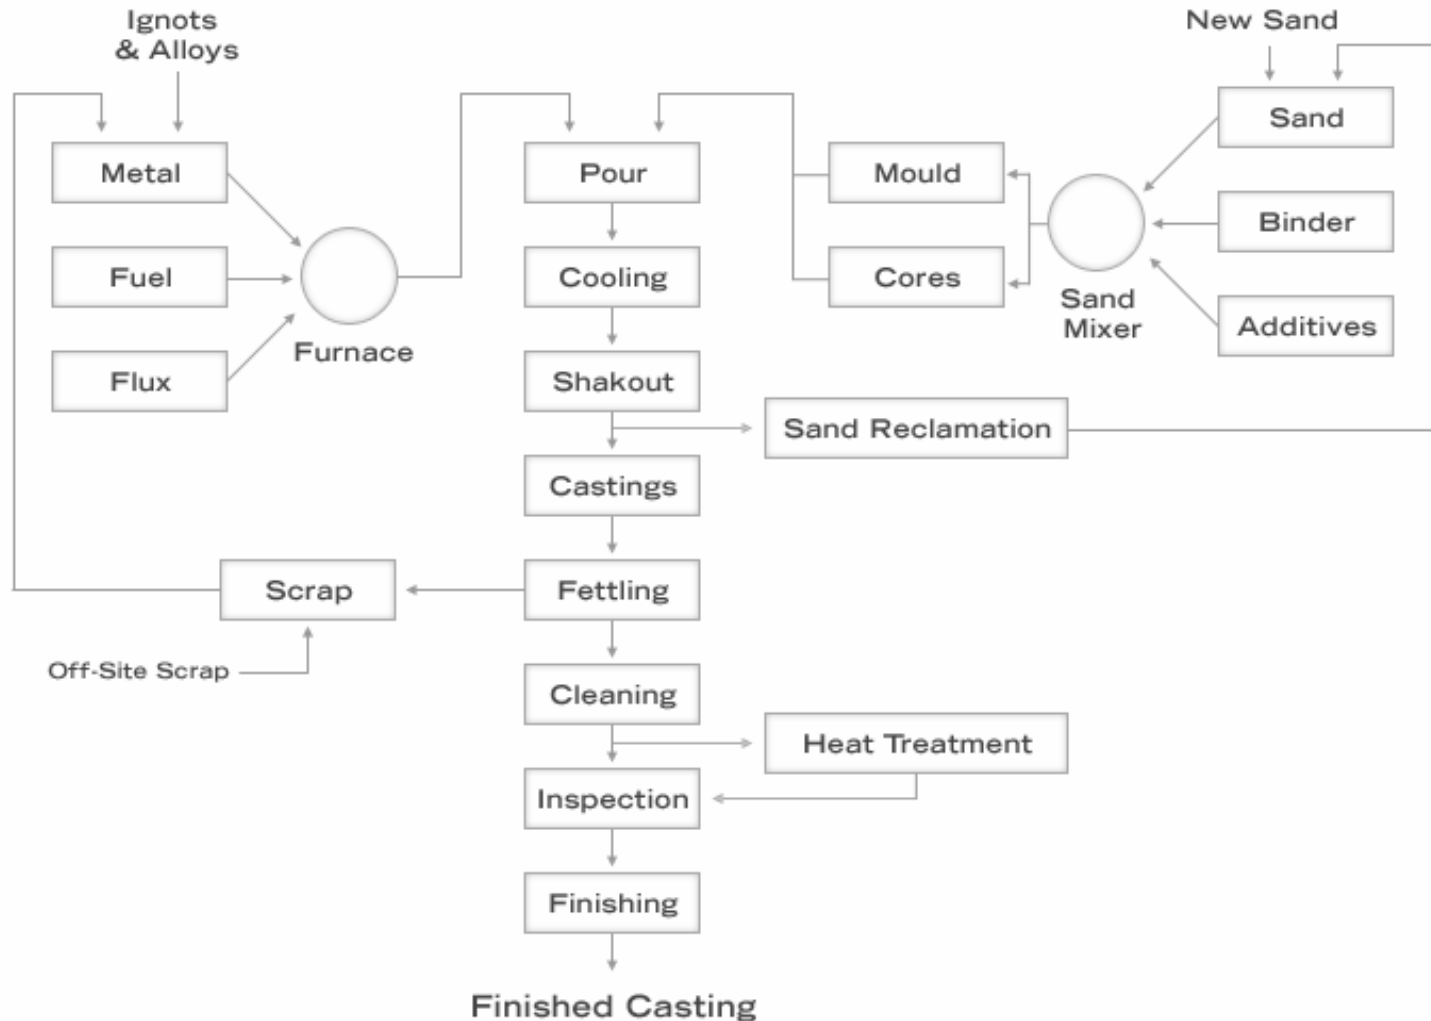 Ignots
& Alloys
New Sand
Metal
Pour
Mould
Sand
Fuel
Cooling
Cores
Binder
Flux
Furnace
Shakout
Sand
Mixer
Additives
Sand Reclamation
Castings
Scrap
Fettling
Off-Site Scrap
Cleaning
Heat Treatment
Inspection
Finishing
Finished Casting